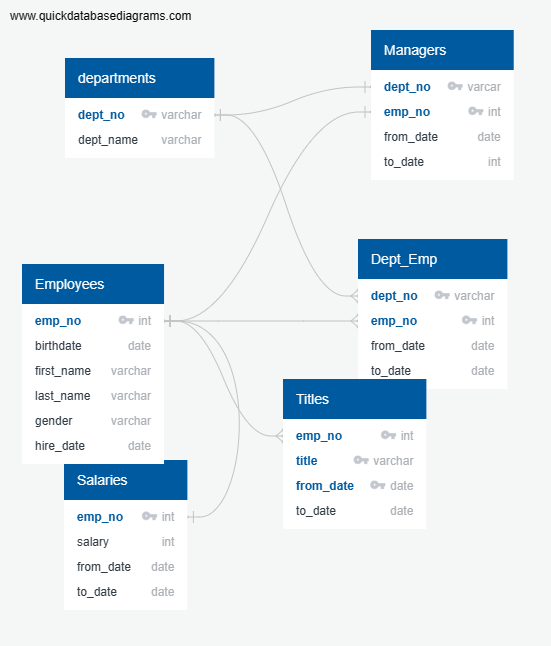 www.quickdatabasediagrams.com
departments
dept_no varchar
dept_name varchar
Managers
dept_no varcar
emp_no int
from_date date
to_date int
Employees
emp_no int
birthdate date
first_name varchar
last_name varchar
gender varchar
hire_date date
Dept_Emp
dept_no varchar
emp_no int
from_date date
to_date date
Titles
emp_no int
title varchar
from_date date
to_date date
Salaries
emp_no int
salary int
from_date date
to_date date